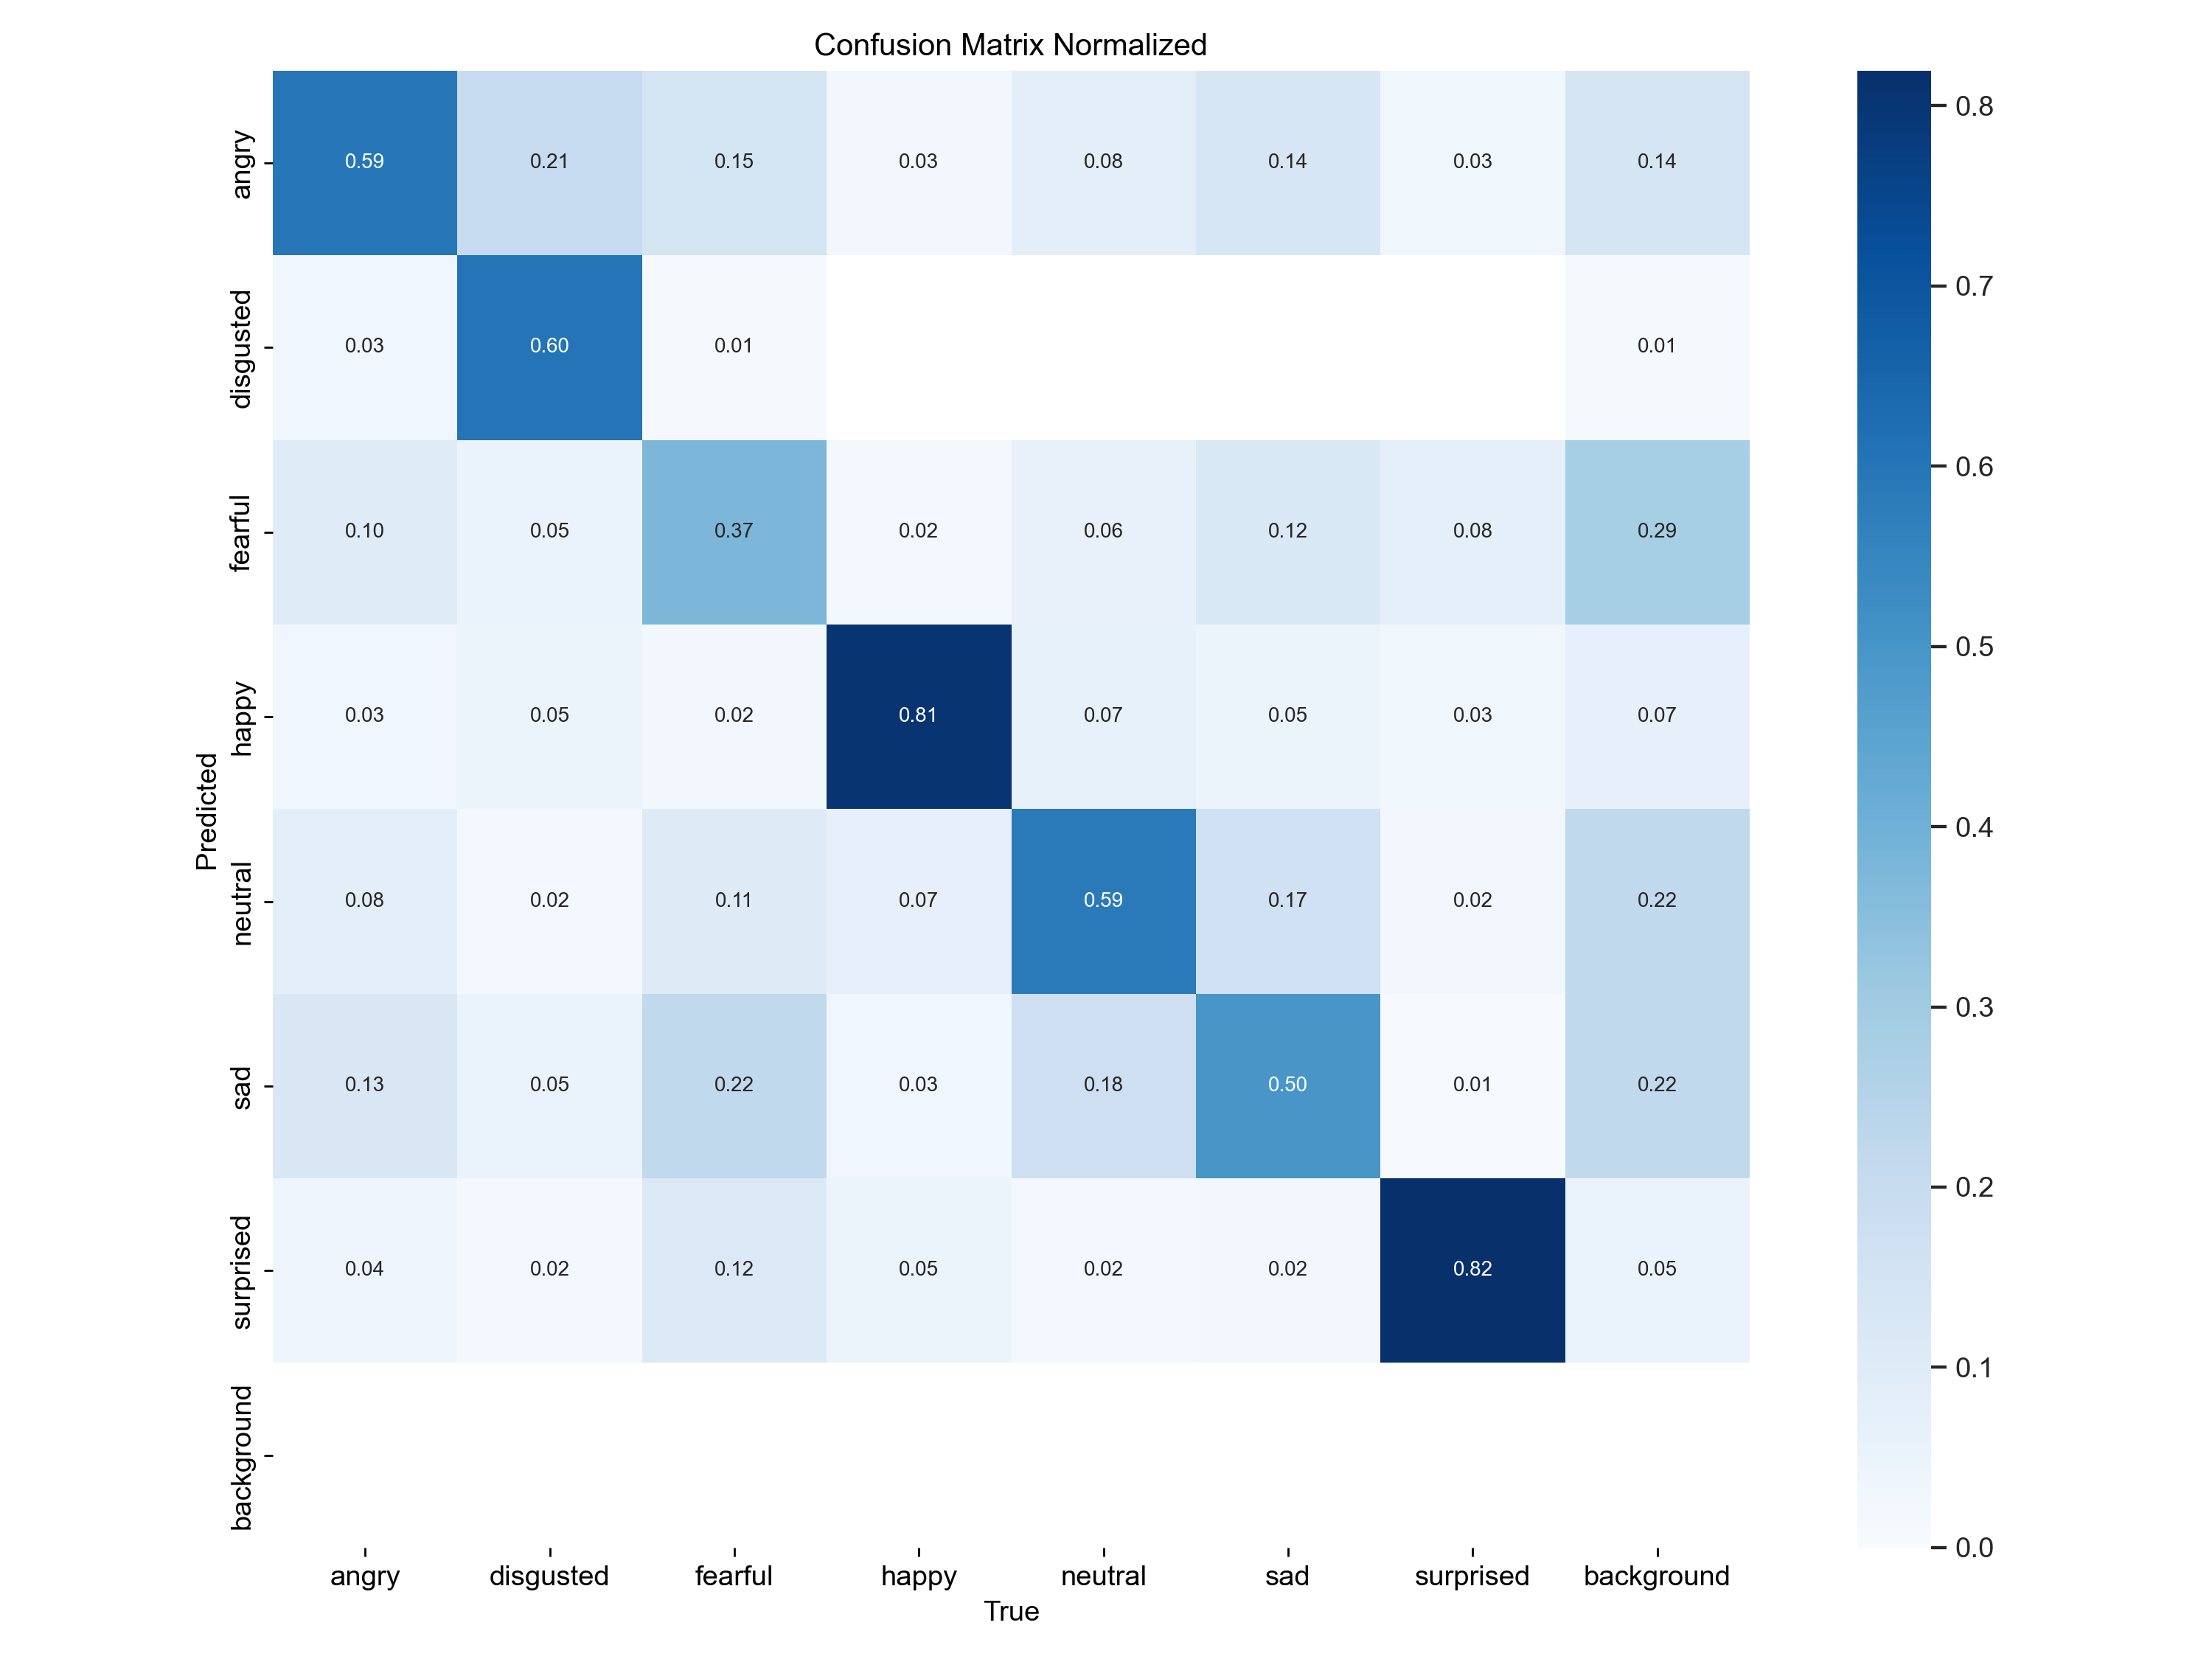 Confusion Matrix Normalized
angry 0.59 0.21 0.15 0.03 0.08 0.14 0.03 0.14
disgusted 0.03 0.60 0.01 0.01
fearful 0.10 0.05 0.37 0.02 0.06 0.12 0.08 0.29
happy 0.03 0.05 0.02 0.81 0.07 0.05 0.03 0.07
neutral 0.08 0.02 0.11 0.07 0.59 0.17 0.02 0.22
sad 0.13 0.05 0.22 0.03 0.18 0.50 0.01 0.22
surprised 0.04 0.02 0.12 0.05 0.02 0.02 0.82 0.05
background
Predicted
angry disgusted fearful happy neutral sad surprised background
True
0.8
0.7
0.6
0.5
0.4
0.3
0.2
0.1
0.0